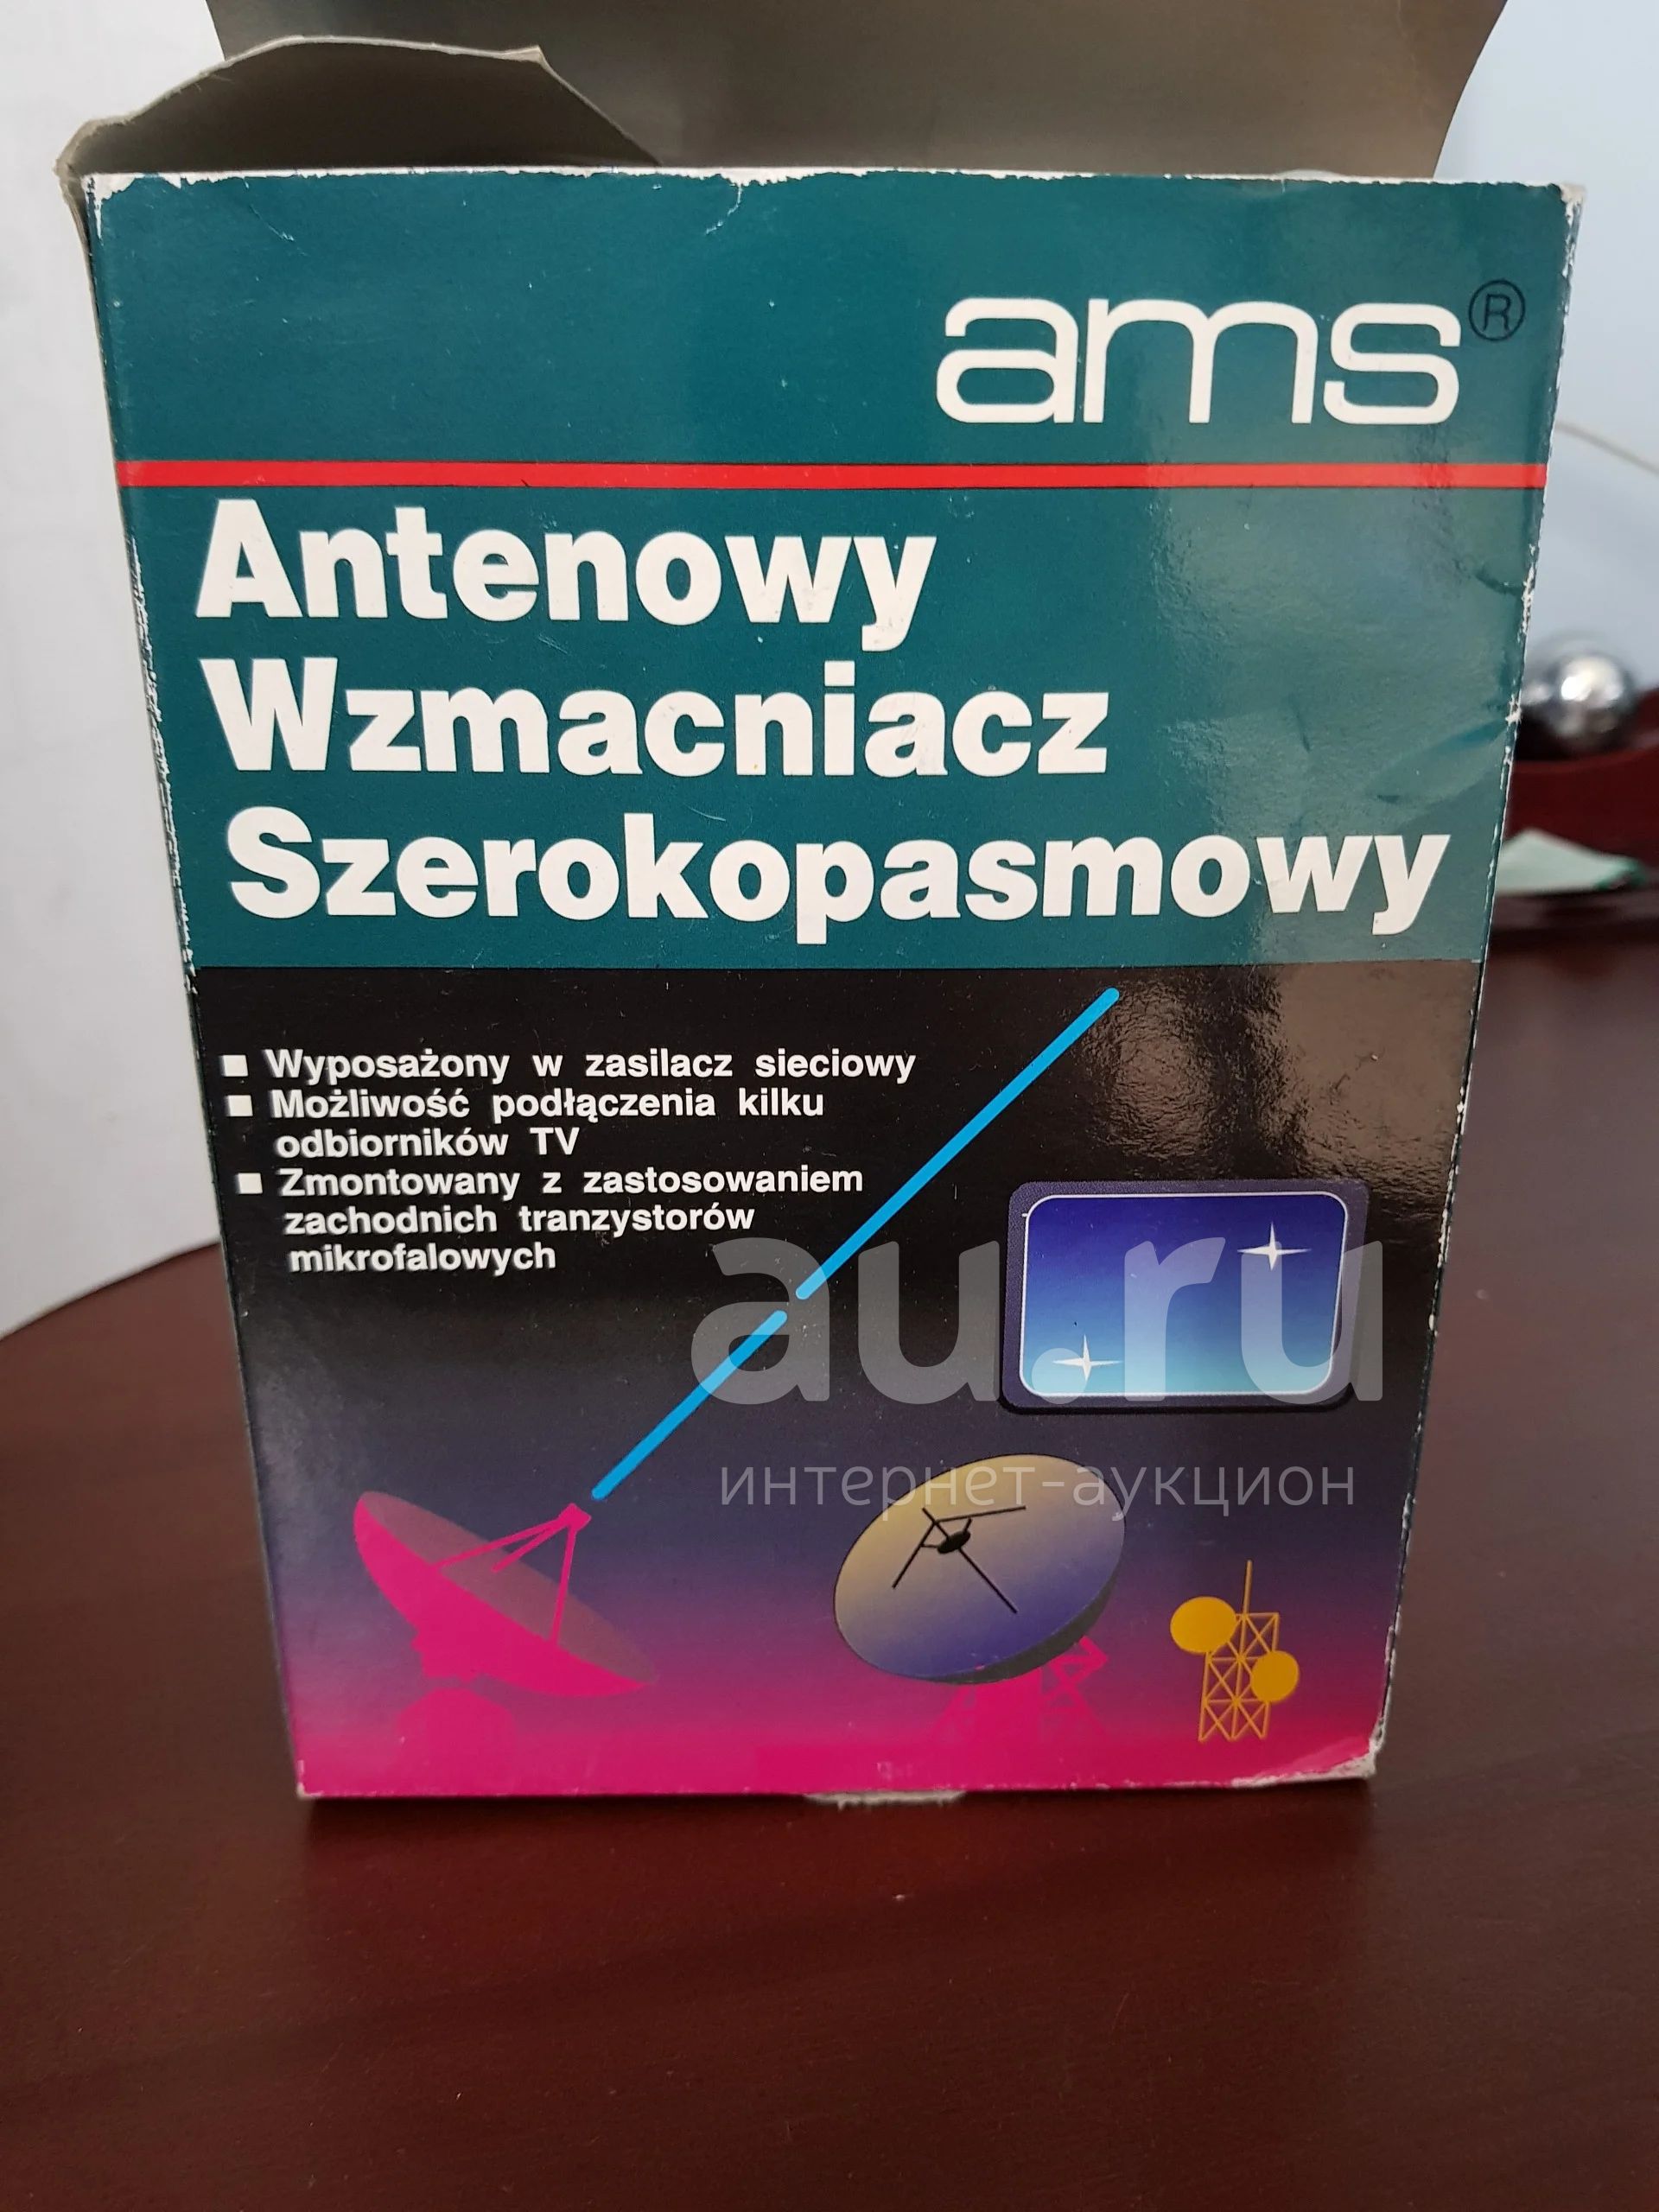 ams®
Antenowy
Wzmacniacz
Szerokopasmowy
■ Wyposażony w zasilacz sieciowy
■ Możliwość podłączenia kilku
odbiorników TV
■ Zmontowany z zastosowaniem
zachodnich tranzystorów
mikrofalowych
au.ru
интернет-аукцион